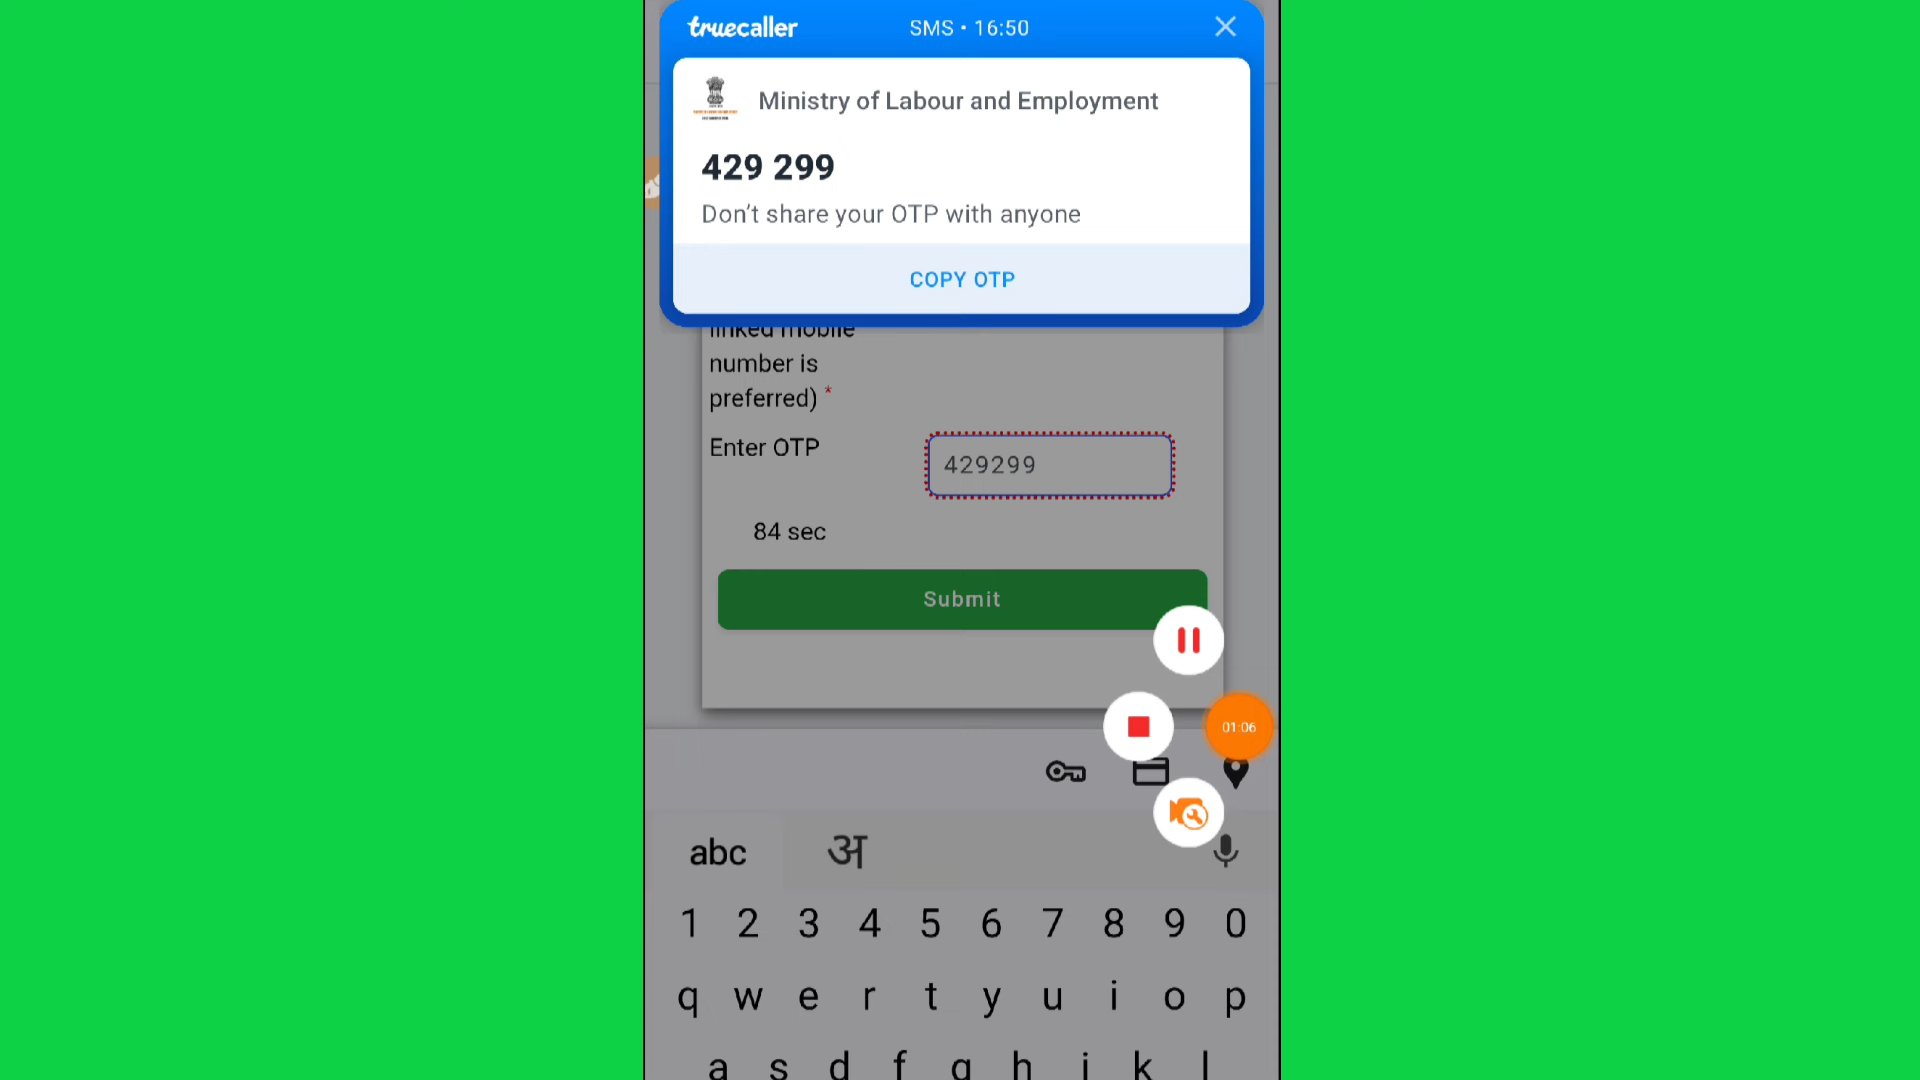 truecaller SMS • 16:50
Ministry of Labour and Employment
429 299
Don't share your OTP with anyone
COPY OTP
linked mobile
number is
preferred) *
Enter OTP 429299
84 sec
Submit
01:06
abc अ
1 2 3 4 5 6 7 8 9 0
q w e r t y u i o p
a s d f g h j k l